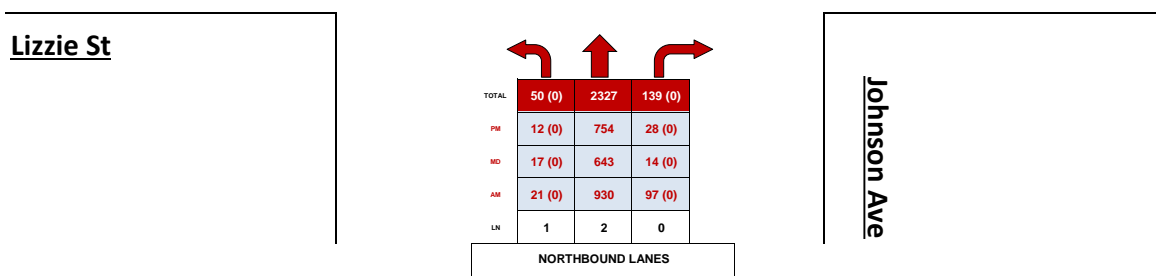 Lizzie St
TOTAL 50 (0) 2327 139 (0)
PM 12 (0) 754 28 (0)
MD 17 (0) 643 14 (0)
AM 21 (0) 930 97 (0)
LN 1 2 0
NORTHBOUND LANES
Johnson Ave